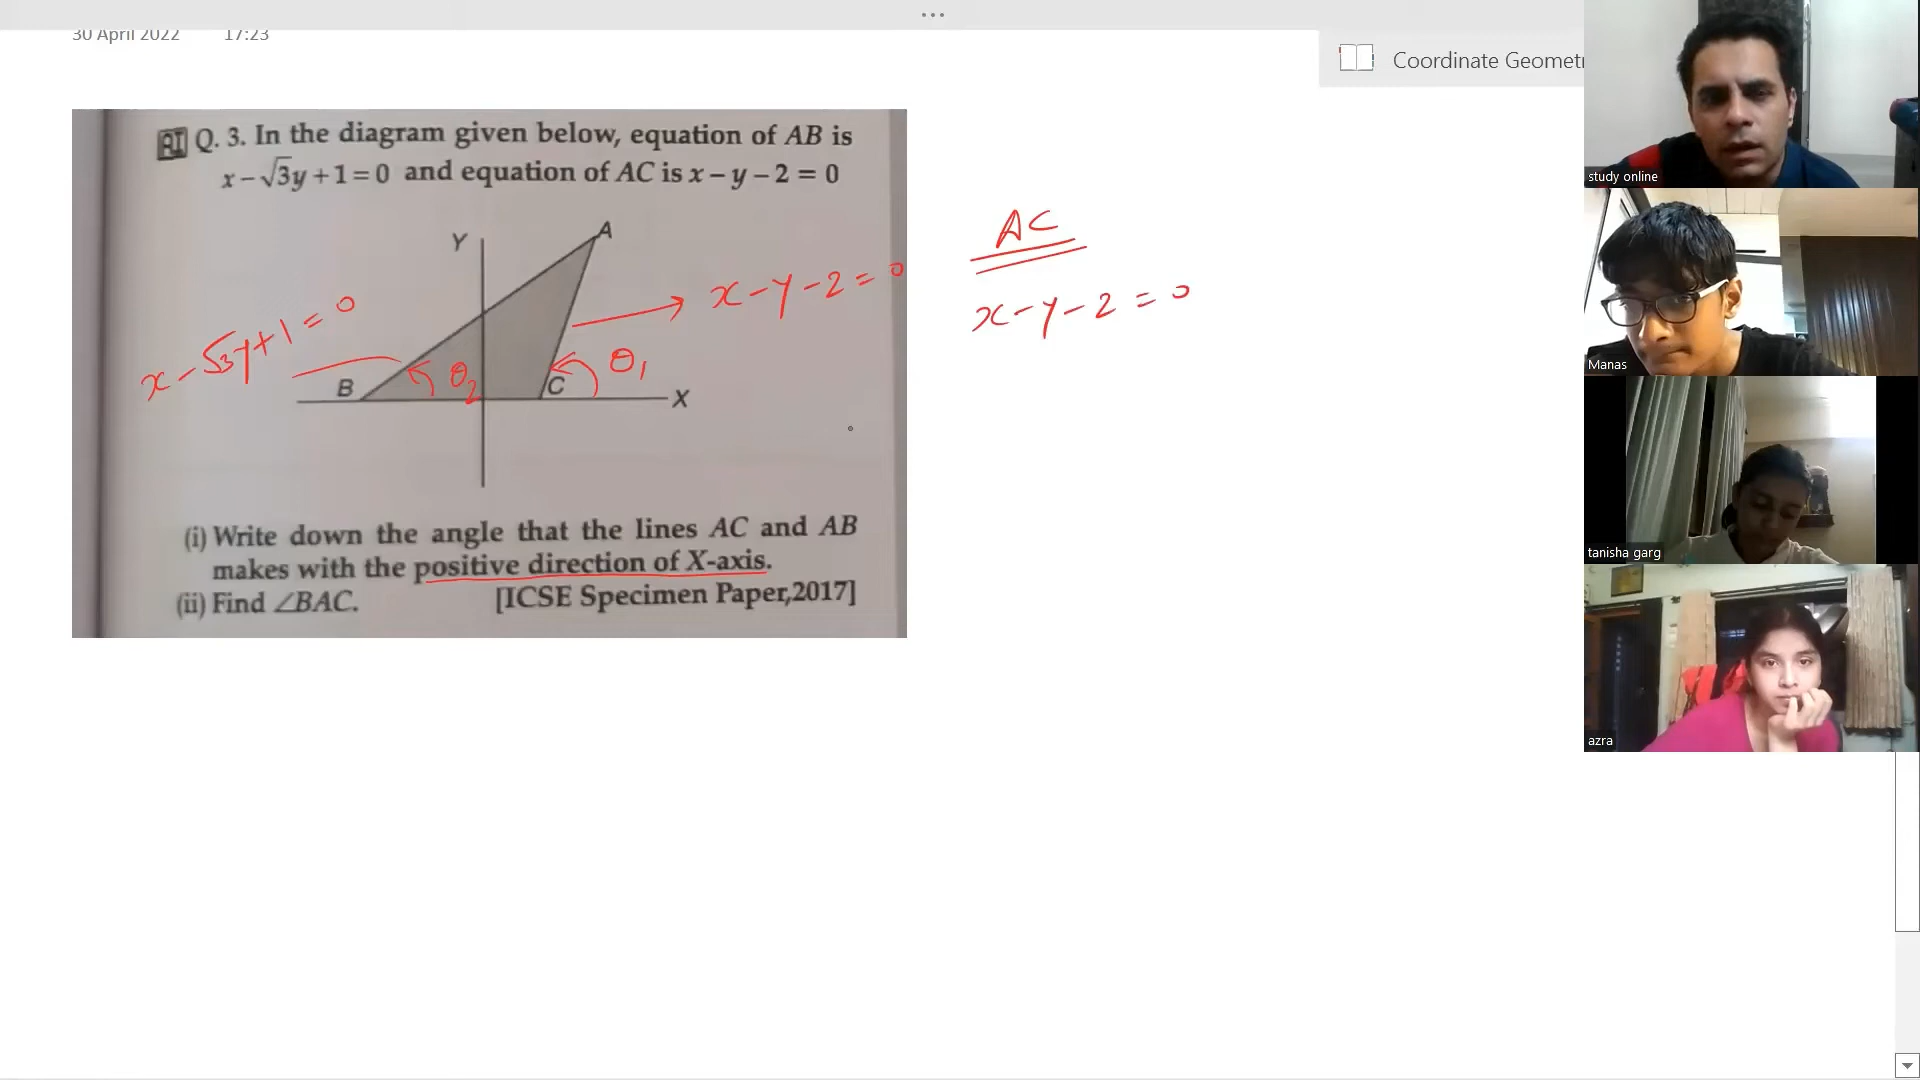 ...
30 April 2022 17:23
Coordinate Geomet
AI Q. 3. In the diagram given below, equation of AB is
x – √3y + 1 = 0 and equation of AC is x – y – 2 = 0
Y
A
B
C
X
x - √3y + 1 = 0
x - y - 2 = 0
θ2
θ1
(i) Write down the angle that the lines AC and AB
makes with the positive direction of X-axis.
(ii) Find ∠BAC. [ICSE Specimen Paper,2017]
AC
x - y - 2 = 0
study online
Manas
tanisha garg
azra